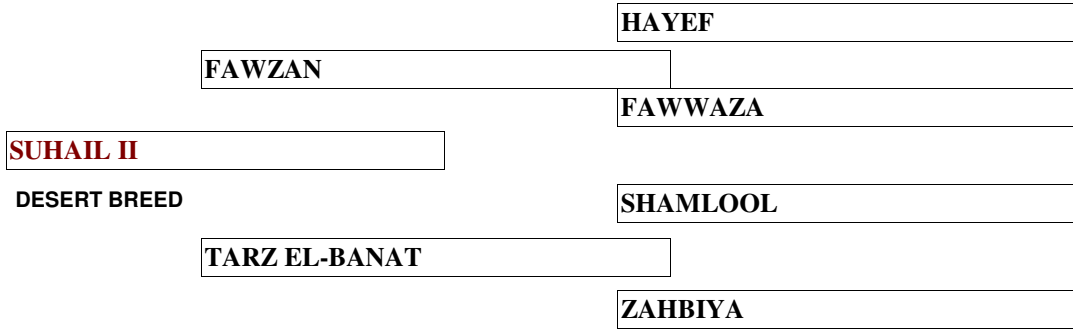 HAYEF
FAWZAN
FAWWAZA
SUHAIL II
DESERT BREED
SHAMLOOL
TARZ EL-BANAT
ZAHBIYA